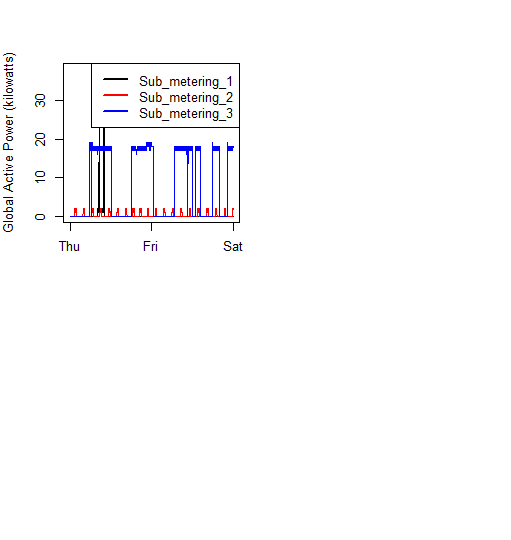 Global Active Power (kilowatts)
30
20
10
0
Sub_metering_1
Sub_metering_2
Sub_metering_3
Thu Fri Sat